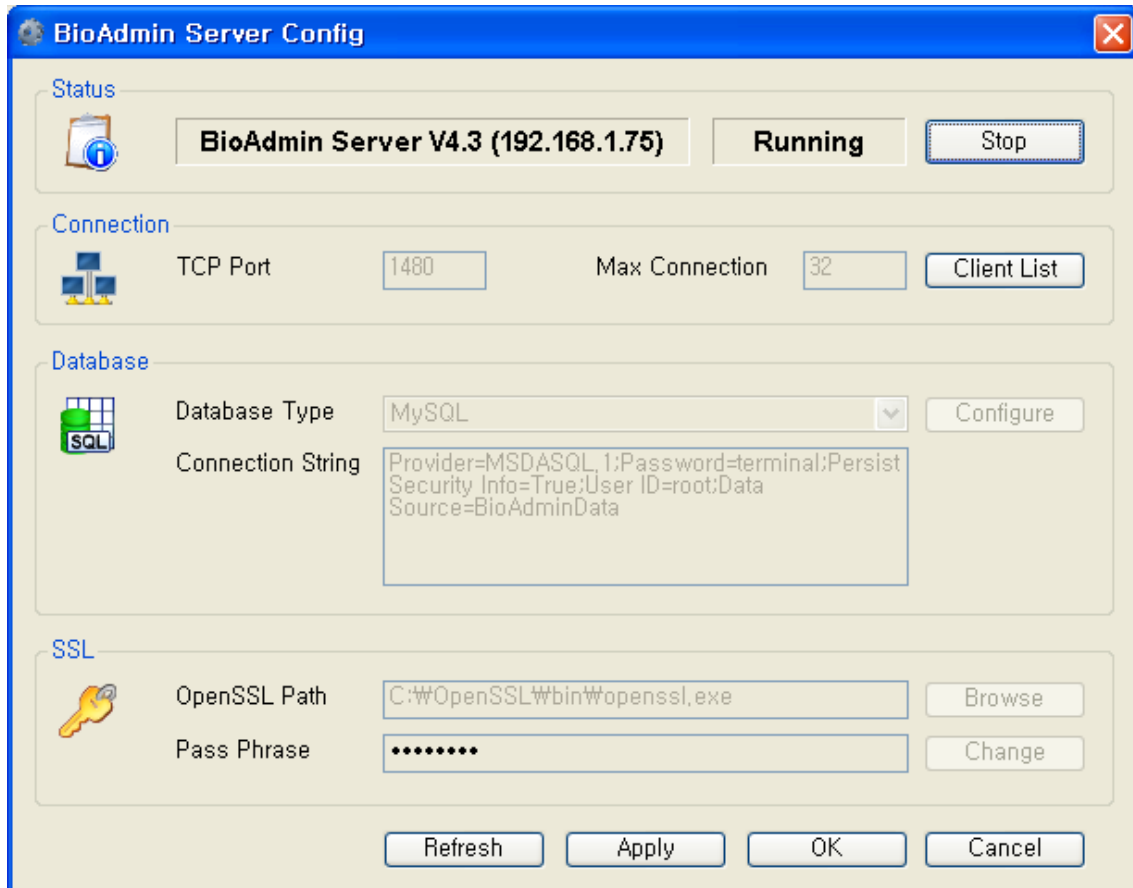 BioAdmin Server Config
Status
BioAdmin Server V4.3 (192.168.1.75)
Running
Stop
Connection
TCP Port
1480
Max Connection
32
Client List
Database
SQL
Database Type
MySQL
Configure
Connection String
Provider=MSDASQL.1;Password=terminal;Persist
Security Info=True;User ID=root;Data
Source=BioAdminData
SSL
OpenSSL Path
C:₩OpenSSL₩bin₩openssl.exe
Browse
Pass Phrase
••••••••
Change
Refresh
Apply
OK
Cancel